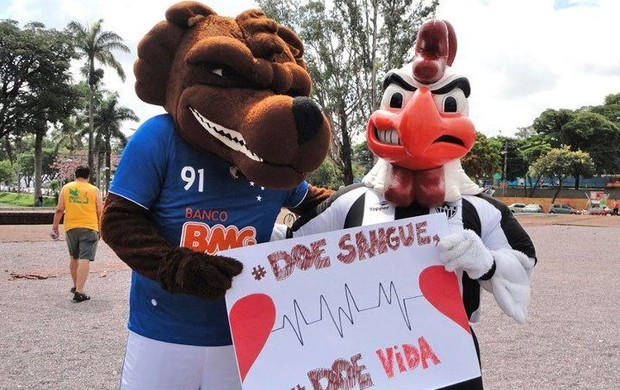 91
BANCO
BMG
#DOE SANGUE,
#DOE VIDA